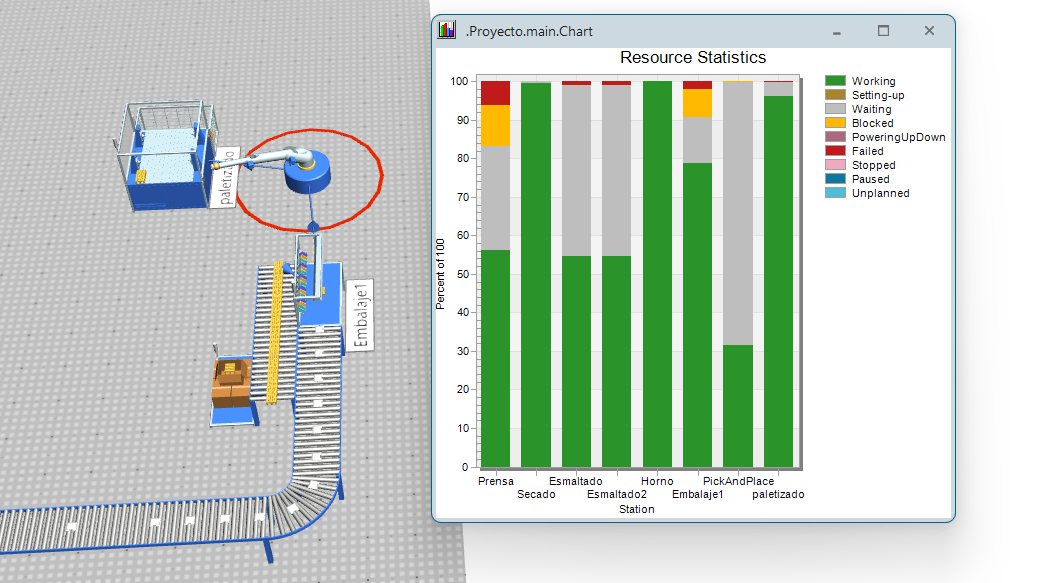 .Proyecto.main.Chart
Resource Statistics
100
90
80
70
60
50
40
30
20
10
0
Percent of 100
Prensa
Secado
Esmaltado
Esmaltado2
Horno
Embalaje1
PickAndPlace
paletizado
Station
Working
Setting-up
Waiting
Blocked
PoweringUpDown
Failed
Stopped
Paused
Unplanned
paletizado
Embalaje1